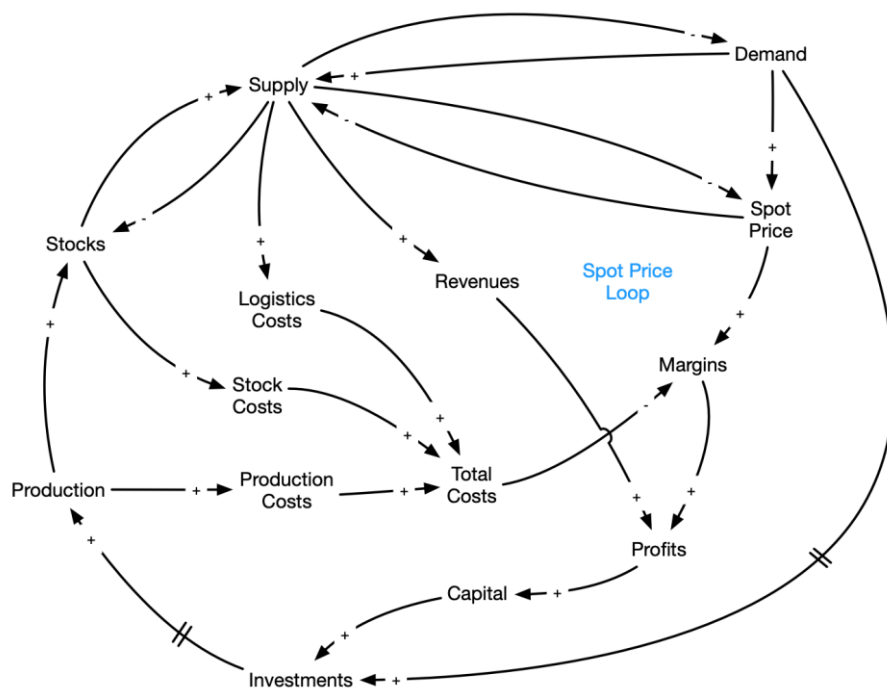 Demand
Supply
Spot
Price
Stocks
Spot Price
Loop
Revenues
Logistics
Costs
Margins
Stock
Costs
Production
Production
Costs
Total
Costs
Profits
Capital
Investments
-
+
+
-
+
-
-
+
+
+
+
+
+
+
-
+
+
+
+
+
+
+
+
+